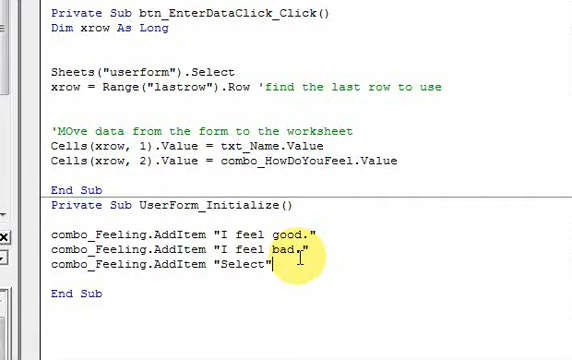 Private Sub btn_EnterDataClick_Click()
Dim xrow As Long
Sheets("userform").Select
xrow = Range("lastrow").Row 'find the last row to use
'MOve data from the form to the worksheet
Cells(xrow, 1).Value = txt_Name.Value
Cells(xrow, 2).Value = combo_HowDoYouFeel.Value
End Sub
Private Sub UserForm_Initialize()
combo_Feeling.AddItem "I feel good."
combo_Feeling.AddItem "I feel bad."
combo_Feeling.AddItem "Select"
End Sub